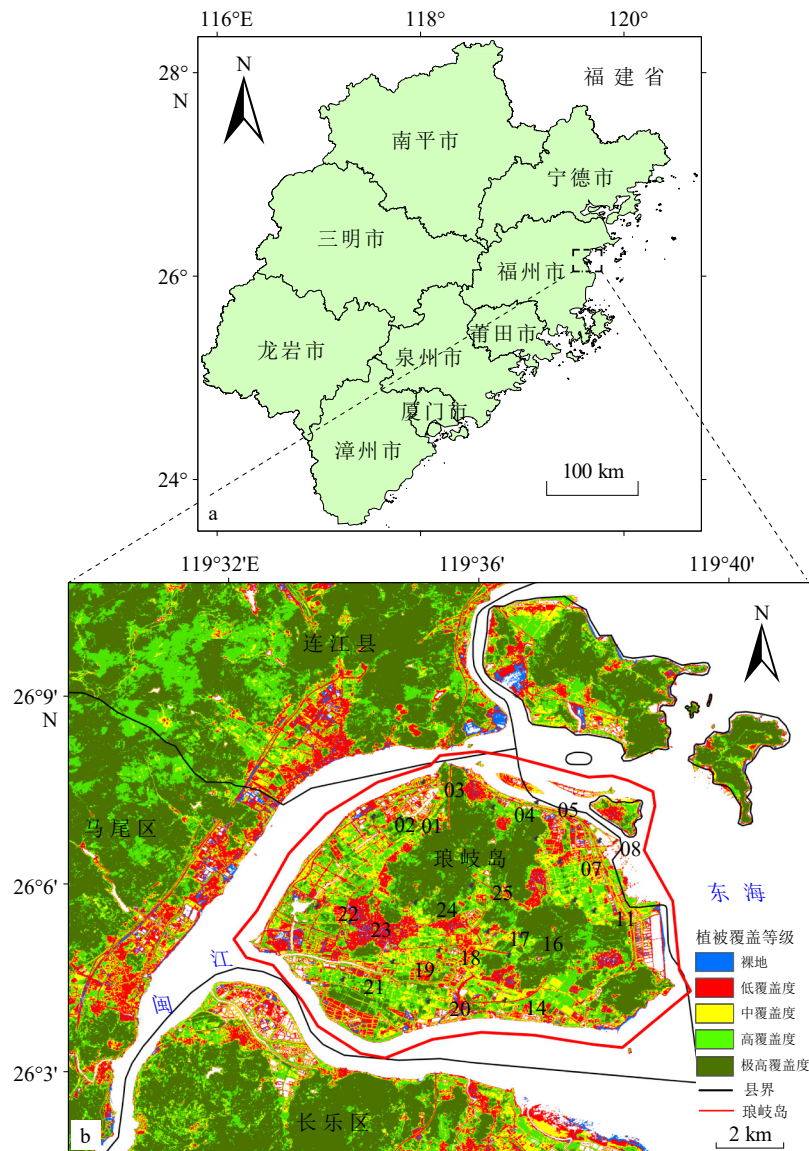 116°E
118°
120°
28°
N
N
福建省
南平市
宁德市
三明市
福州市
26°
莆田市
龙岩市
泉州市
厦门市
漳州市
24°
100 km
a
119°32'E
119°36'
119°40'
N
连江县
26°9'
N
03
04
05
02
01
马尾区
琅岐岛
08
07
26°6'
25
东海
24
22
11
23
17
16
植被覆盖等级
江
18
裸地
19
21
低覆盖度
闽
20
14
中覆盖度
高覆盖度
极高覆盖度
26°3'
县界
长乐区
琅岐岛
b
2 km